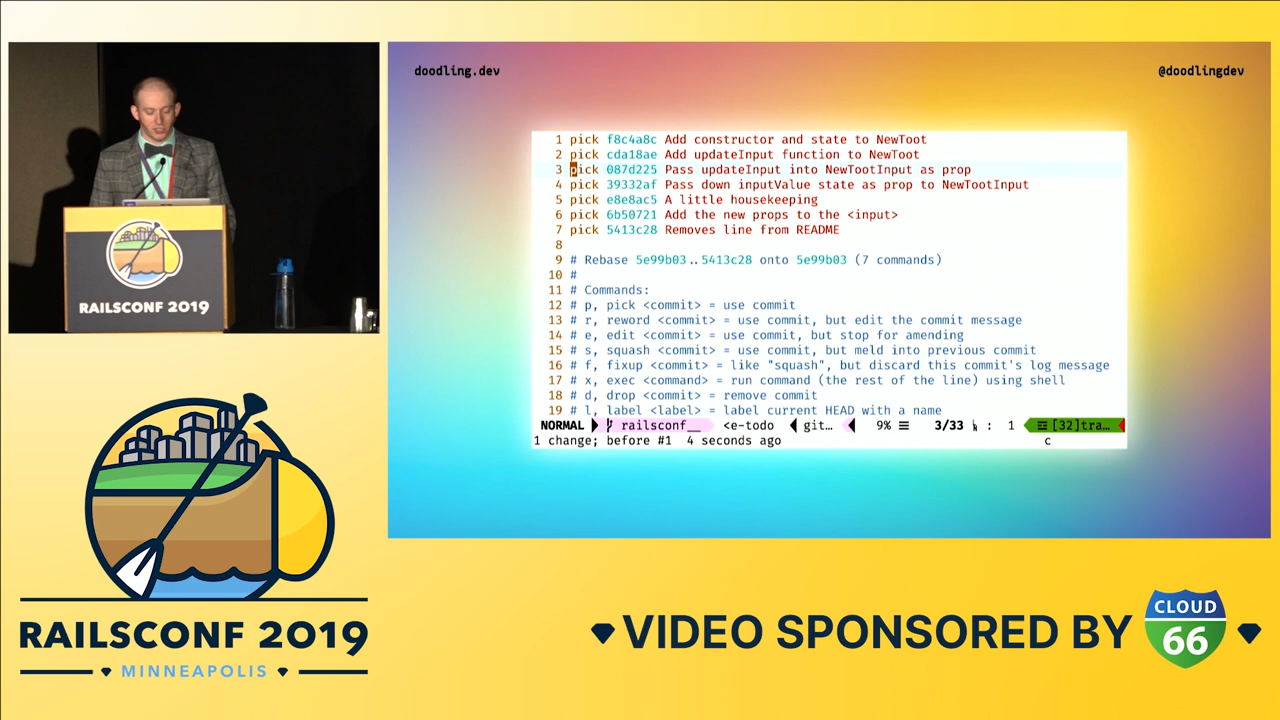 doodling.dev
@doodlingdev
1 pick f8c4a8c Add constructor and state to NewToot
2 pick cda18ae Add updateInput function to NewToot
3 pick 087d225 Pass updateInput into NewTootInput as prop
4 pick 39332af Pass down inputValue state as prop to NewTootInput
5 pick e8e8ac5 A little housekeeping
6 pick 6b50721 Add the new props to the <input>
7 pick 5413c28 Removes line from README
8
9 # Rebase 5e99b03..5413c28 onto 5e99b03 (7 commands)
10 #
11 # Commands:
12 # p, pick <commit> = use commit
13 # r, reword <commit> = use commit, but edit the commit message
14 # e, edit <commit> = use commit, but stop for amending
15 # s, squash <commit> = use commit, but meld into previous commit
16 # f, fixup <commit> = like "squash", but discard this commit's log message
17 # x, exec <command> = run command (the rest of the line) using shell
18 # d, drop <commit> = remove commit
19 # l, label <label> = label current HEAD with a name
NORMAL railsconf__ <e-todo git… 9% ☰ 3/33 : 1 ☲ [32]tra…
1 change; before #1 4 seconds ago c
RAILSCONF 2019
RAILSCONF 2019
MINNEAPOLIS
VIDEO SPONSORED BY
CLOUD
66